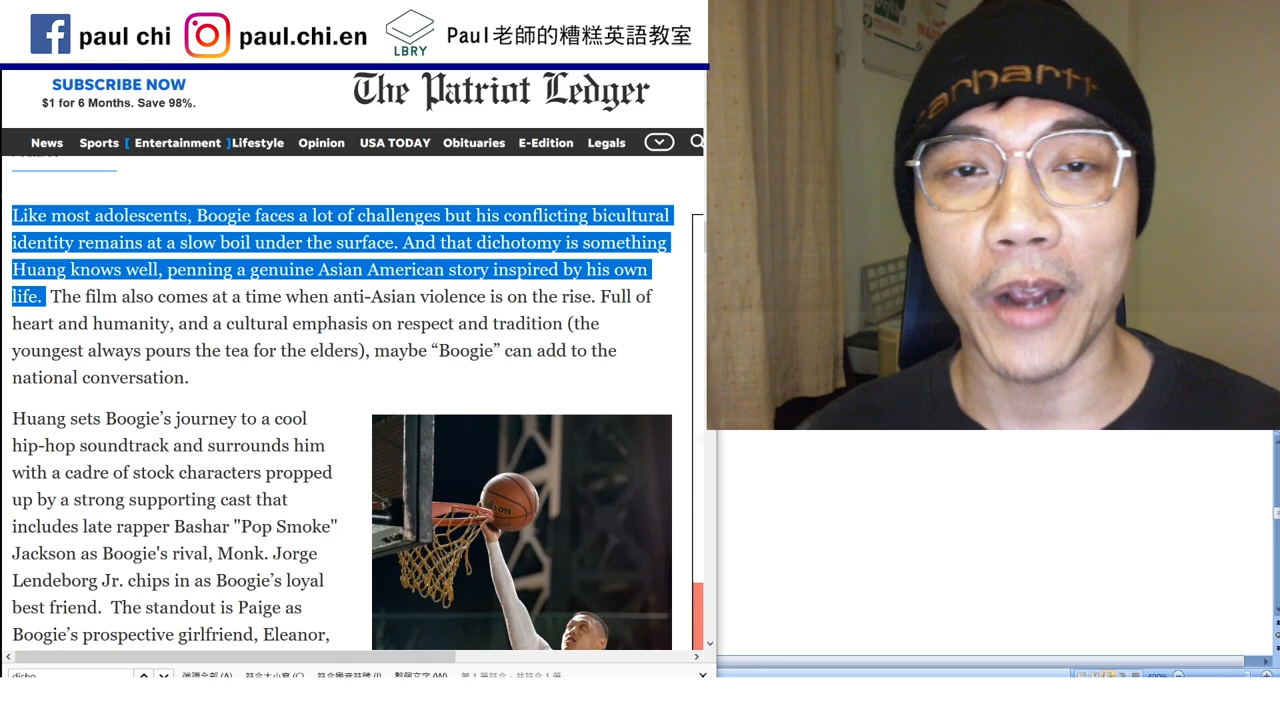 paul chi
paul.chi.en
LBRY
Paul老師的糟糕英語教室
SUBSCRIBE NOW
$1 for 6 Months. Save 98%.
The Patriot Ledger
News Sports [ Entertainment ] Lifestyle Opinion USA TODAY Obituaries E-Edition Legals
Like most adolescents, Boogie faces a lot of challenges but his conflicting bicultural
identity remains at a slow boil under the surface. And that dichotomy is something
Huang knows well, penning a genuine Asian American story inspired by his own
life. The film also comes at a time when anti-Asian violence is on the rise. Full of
heart and humanity, and a cultural emphasis on respect and tradition (the
youngest always pours the tea for the elders), maybe “Boogie” can add to the
national conversation.
Huang sets Boogie’s journey to a cool
hip-hop soundtrack and surrounds him
with a cadre of stock characters propped
up by a strong supporting cast that
includes late rapper Bashar "Pop Smoke"
Jackson as Boogie's rival, Monk. Jorge
Lendeborg Jr. chips in as Boogie’s loyal
best friend. The standout is Paige as
Boogie’s prospective girlfriend, Eleanor,
carhartt